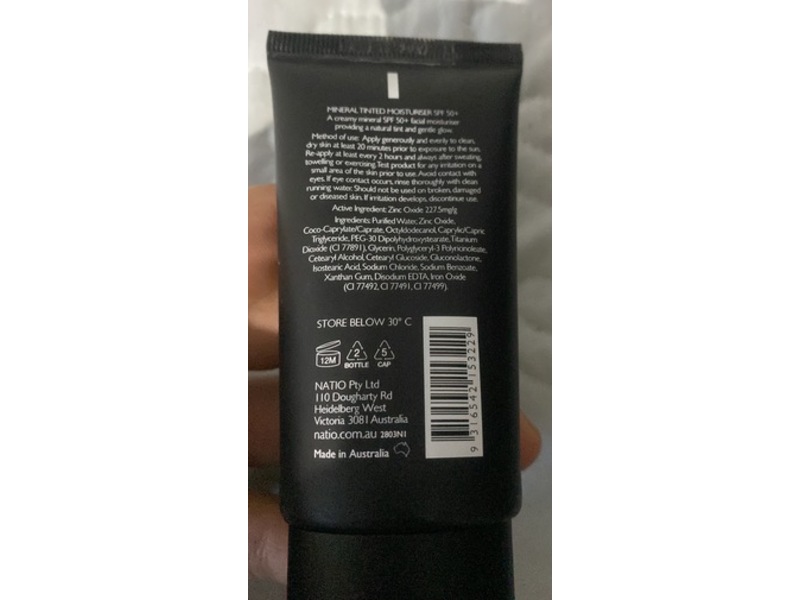 MINERAL TINTED MOISTURISER SPF 50+
A creamy mineral SPF 50+ facial moisturiser
providing a natural tint and gentle glow.
Method of use: Apply generously and evenly to clean,
dry skin at least 20 minutes prior to exposure to the sun.
Re-apply at least every 2 hours and always after sweating,
towelling or exercising. Test product for any irritation on a
small area of the skin prior to use. Avoid contact with
eyes. If eye contact occurs, rinse thoroughly with clean
running water. Should not be used on broken, damaged
or diseased skin. If irritation develops, discontinue use.
Active Ingredient: Zinc Oxide 227.5mg/g
Ingredients: Purified Water, Zinc Oxide,
Coco-Caprylate/Caprate, Octyldodecanol, Caprylic/Capric
Triglyceride, PEG-30 Dipolyhydroxystearate, Titanium
Dioxide (CI 77891), Glycerin, Polyglyceryl-3 Polyricinoleate,
Cetearyl Alcohol, Cetearyl Glucoside, Gluconolactone,
Isostearic Acid, Sodium Chloride, Sodium Benzoate,
Xanthan Gum, Disodium EDTA, Iron Oxide
(CI 77492, CI 77491, CI 77499).
STORE BELOW 30° C
12M
2
BOTTLE
5
CAP
NATIO Pty Ltd
110 Dougharty Rd
Heidelberg West
Victoria 3081 Australia
natio.com.au 2803N1
Made in Australia
9 316542 153229